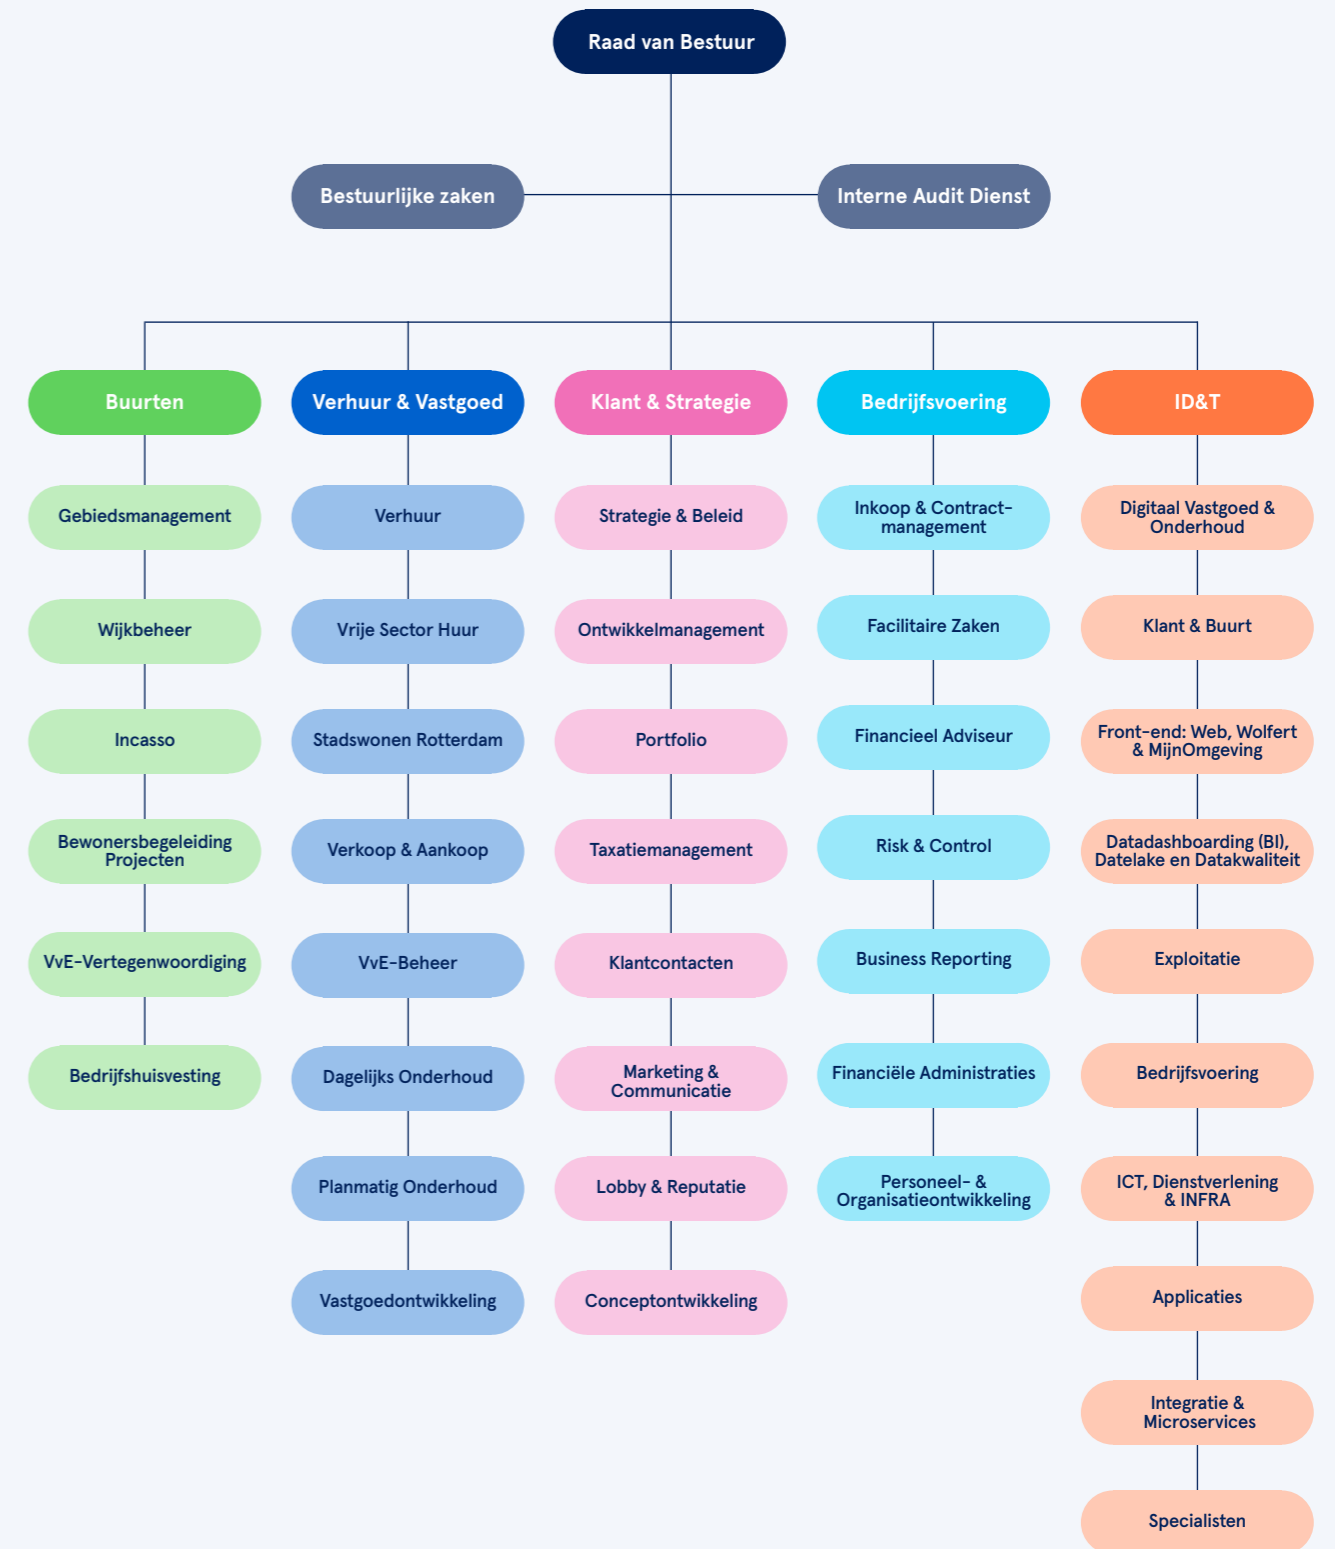 Raad van Bestuur
Bestuurlijke zaken
Interne Audit Dienst
Buurten
Gebiedsmanagement
Wijkbeheer
Incasso
Bewonersbegeleiding
Projecten
VvE-Vertegenwoordiging
Bedrijfshuisvesting
Verhuur & Vastgoed
Verhuur
Vrije Sector Huur
Stadswonen Rotterdam
Verkoop & Aankoop
VvE-Beheer
Dagelijks Onderhoud
Planmatig Onderhoud
Vastgoedontwikkeling
Klant & Strategie
Strategie & Beleid
Ontwikkelmanagement
Portfolio
Taxatiemanagement
Klantcontacten
Marketing &
Communicatie
Lobby & Reputatie
Conceptontwikkeling
Bedrijfsvoering
Inkoop & Contract-
management
Facilitaire Zaken
Financieel Adviseur
Risk & Control
Business Reporting
Financiële Administraties
Personeel- &
Organisatieontwikkeling
ID&T
Digitaal Vastgoed &
Onderhoud
Klant & Buurt
Front-end: Web, Wolfert
& MijnOmgeving
Datadashboarding (BI),
Datelake en Datakwaliteit
Exploitatie
Bedrijfsvoering
ICT, Dienstverlening
& INFRA
Applicaties
Integratie &
Microservices
Specialisten